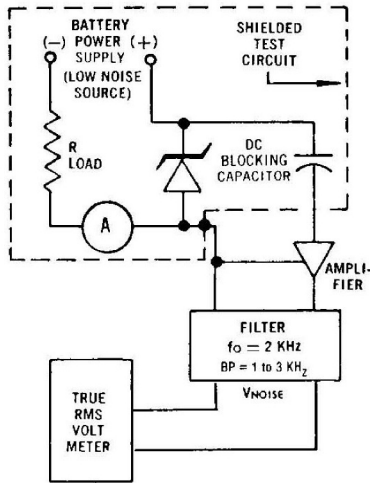 BATTERY
(-) POWER (+)
SUPPLY
(LOW NOISE
SOURCE)
SHIELDED
TEST
CIRCUIT
R
LOAD
DC
BLOCKING
CAPACITOR
A
AMPLI-
FIER
FILTER
fo = 2 KHz
BP = 1 to 3 KHz
VNOISE
TRUE
RMS
VOLT
METER